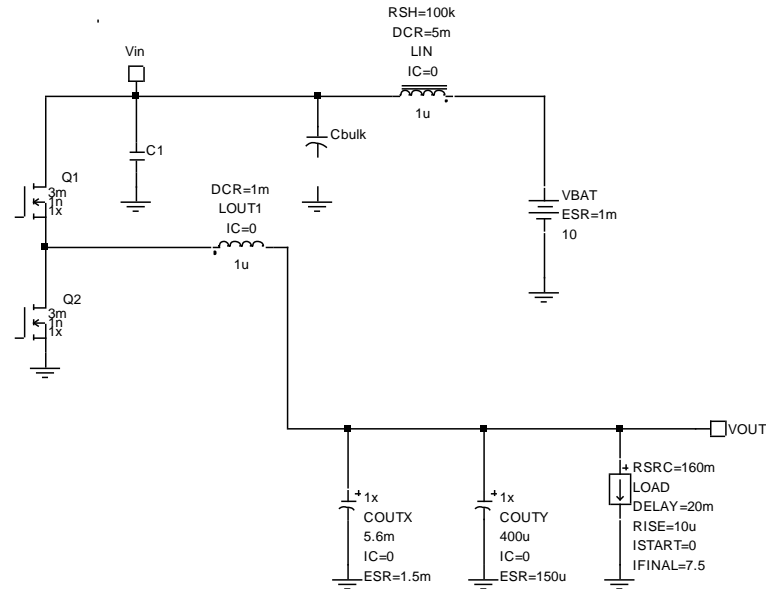 RSH=100k
DCR=5m
LIN
IC=0
1u
Vin
Cbulk
C1
Q1
3m
1n
1x
DCR=1m
LOUT1
IC=0
1u
VBAT
ESR=1m
10
Q2
3m
1n
1x
VOUT
1x
COUTX
5.6m
IC=0
ESR=1.5m
1x
COUTY
400u
IC=0
ESR=150u
RSRC=160m
LOAD
DELAY=20m
RISE=10u
ISTART=0
IFINAL=7.5